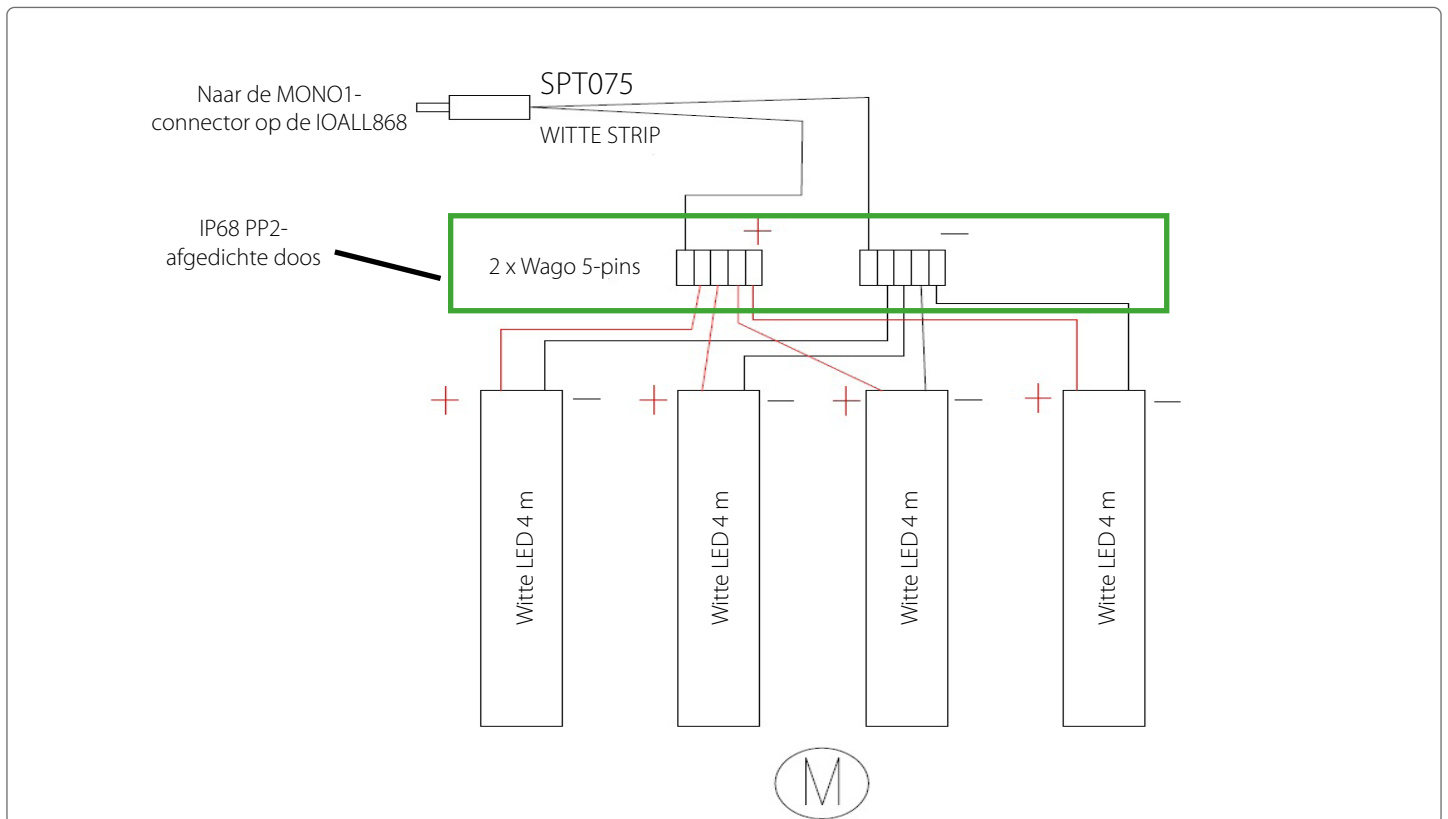 Naar de MONO1-
connector op de IOALL868
SPT075
WITTE STRIP
IP68 PP2-
afgedichte doos
2 x Wago 5-pins
+
—
+
—
+
—
+
—
+
—
Witte LED 4 m
Witte LED 4 m
Witte LED 4 m
Witte LED 4 m
M